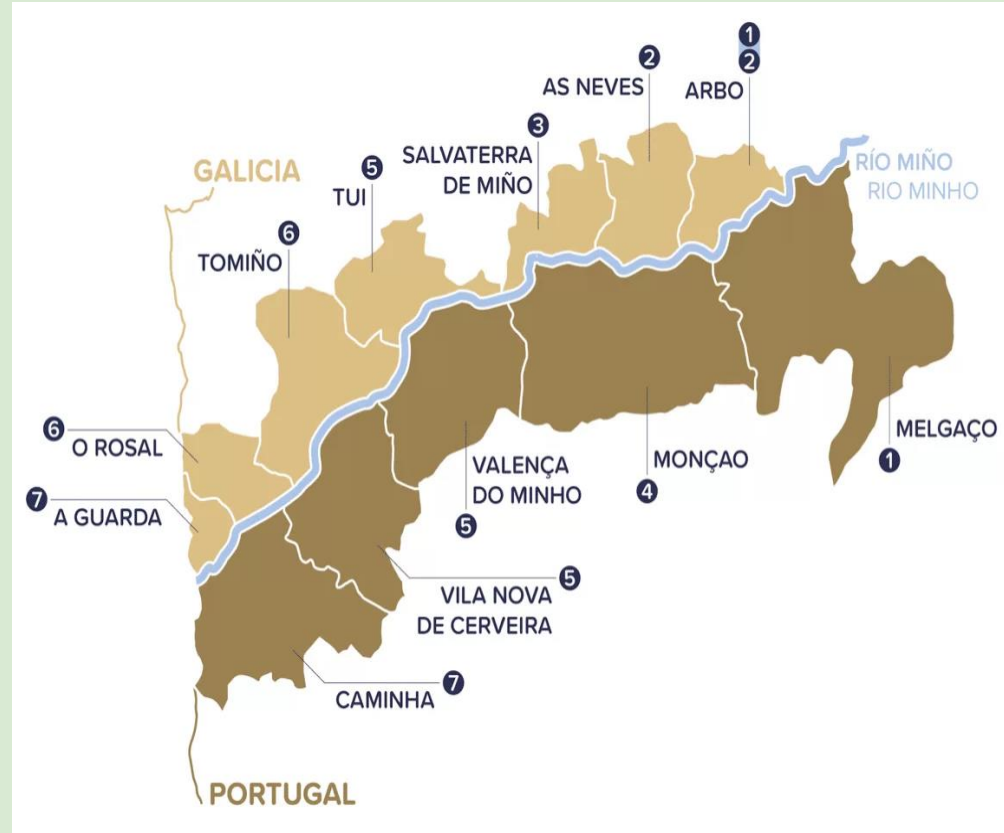 1
2
2
AS NEVES
ARBO
3
SALVATERRA
DE MIÑO
RÍO MIÑO
RIO MINHO
GALICIA
5
TUI
6
TOMIÑO
6
O ROSAL
MELGAÇO
1
VALENÇA
DO MINHO
5
MONÇAO
4
7
A GUARDA
5
VILA NOVA
DE CERVEIRA
CAMINHA
7
PORTUGAL